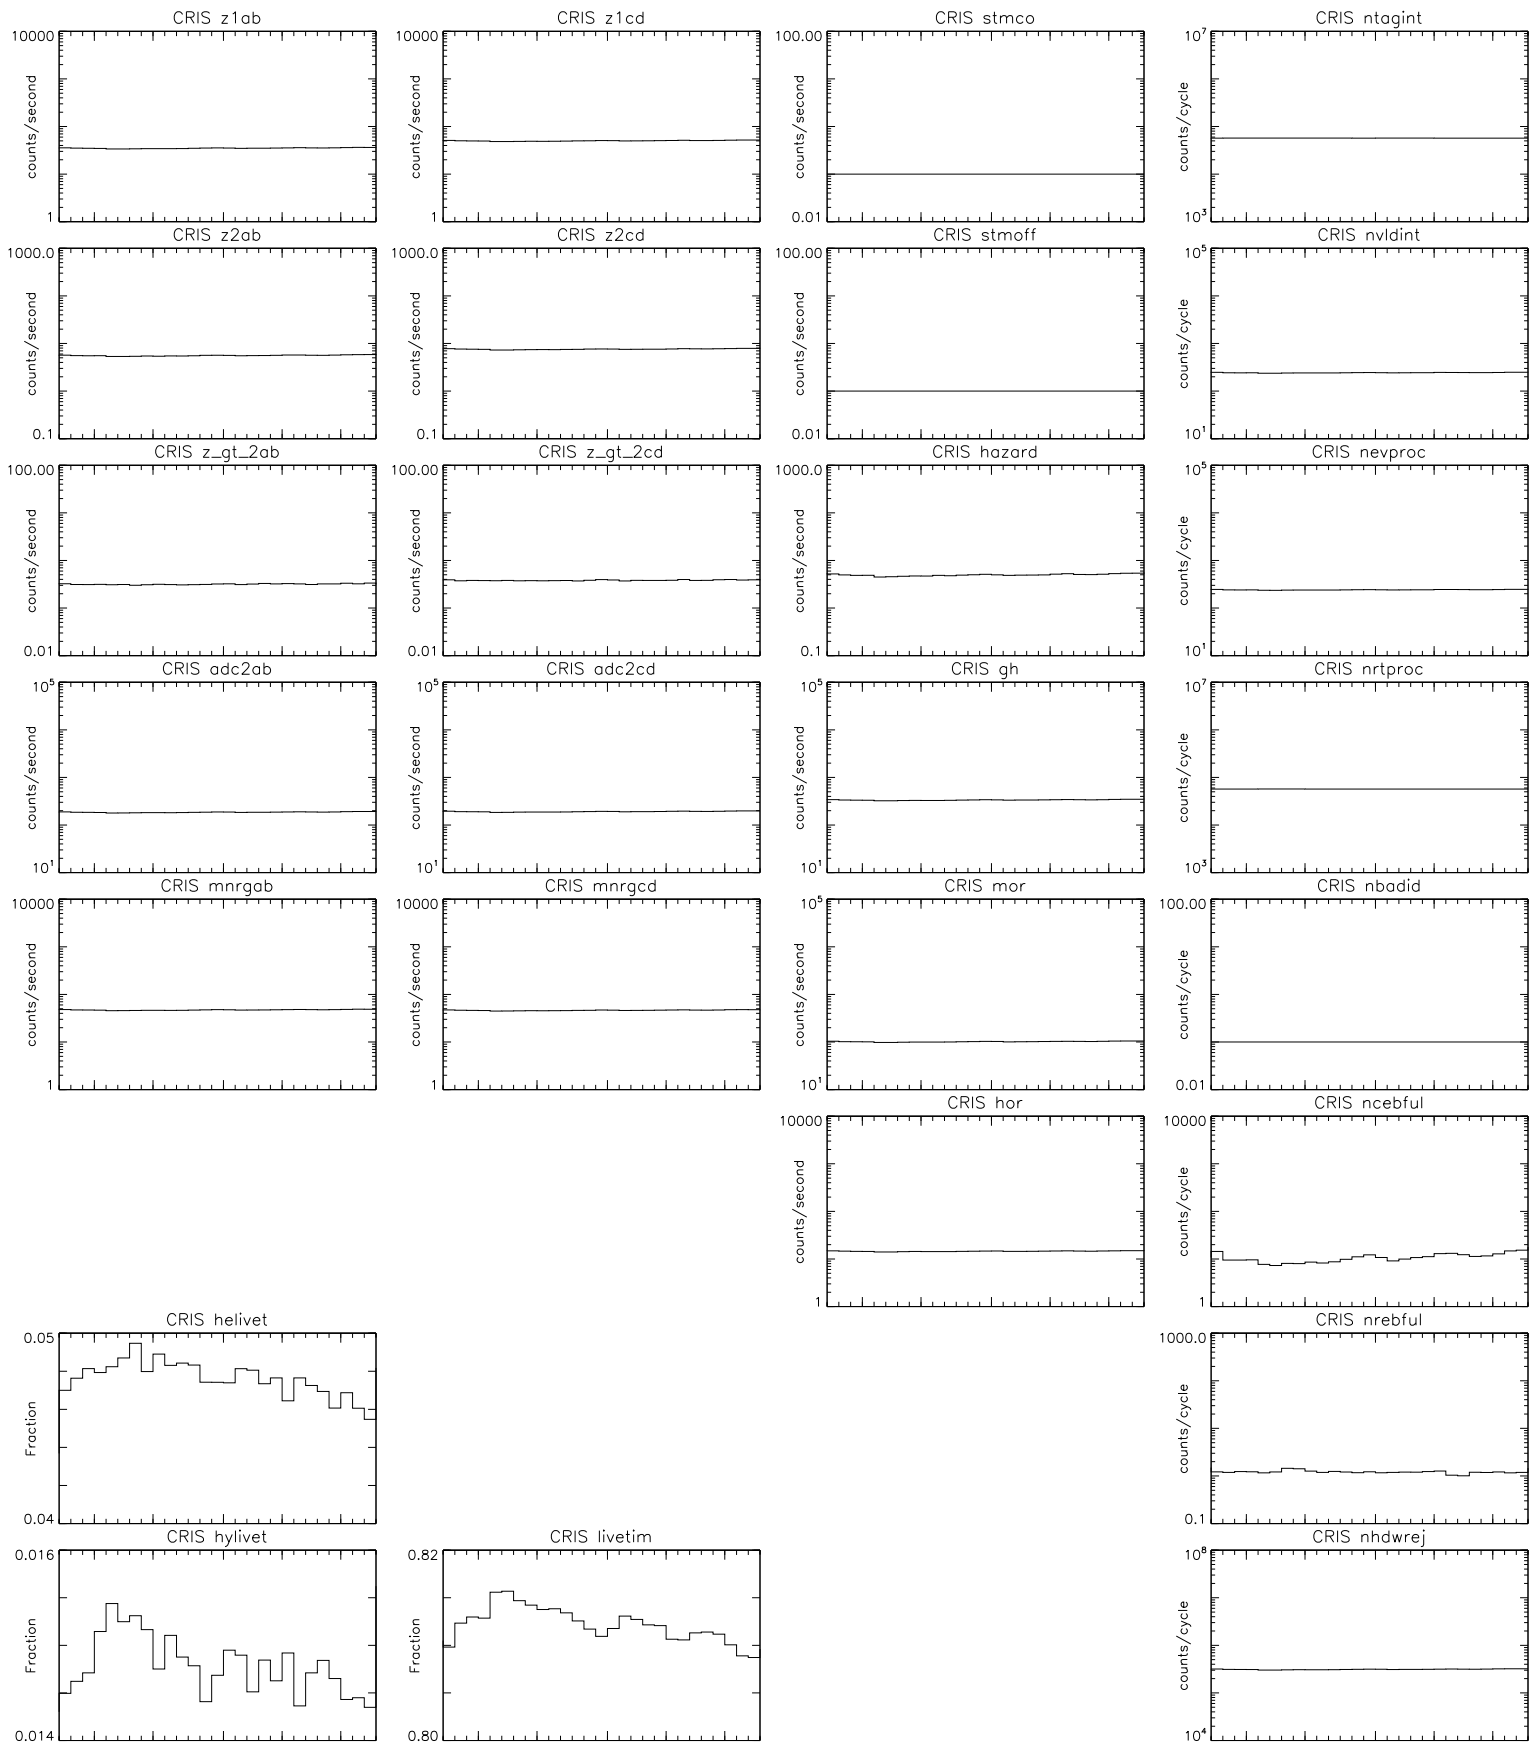 CRIS z1ab
CRIS z1cd
CRIS stmco
CRIS ntagint
10000
counts/second
1
10000
counts/second
1
100.00
counts/second
0.01
10⁷
counts/cycle
10³
CRIS z2ab
CRIS z2cd
CRIS stmoff
CRIS nvldint
1000.0
counts/second
0.1
1000.0
counts/second
0.1
100.00
counts/second
0.01
10⁵
counts/cycle
10¹
CRIS z_gt_2ab
CRIS z_gt_2cd
CRIS hazard
CRIS nevproc
100.00
counts/second
0.01
100.00
counts/second
0.01
1000.0
counts/second
0.1
10⁵
counts/cycle
10¹
CRIS adc2ab
CRIS adc2cd
CRIS gh
CRIS nrtproc
10⁵
counts/second
10¹
10⁵
counts/second
10¹
10⁵
counts/second
10¹
10⁷
counts/cycle
10³
CRIS mnrgab
CRIS mnrgcd
CRIS mor
CRIS nbadid
10000
counts/second
1
10000
counts/second
1
10⁵
counts/second
10¹
100.00
counts/cycle
0.01
CRIS hor
CRIS ncebful
10000
counts/second
1
10000
counts/cycle
1
CRIS helivet
CRIS nrebful
0.05
Fraction
0.04
1000.0
counts/cycle
0.1
CRIS hylivet
CRIS livetim
CRIS nhdwrej
0.016
Fraction
0.014
0.82
Fraction
0.80
10⁸
counts/cycle
10⁴